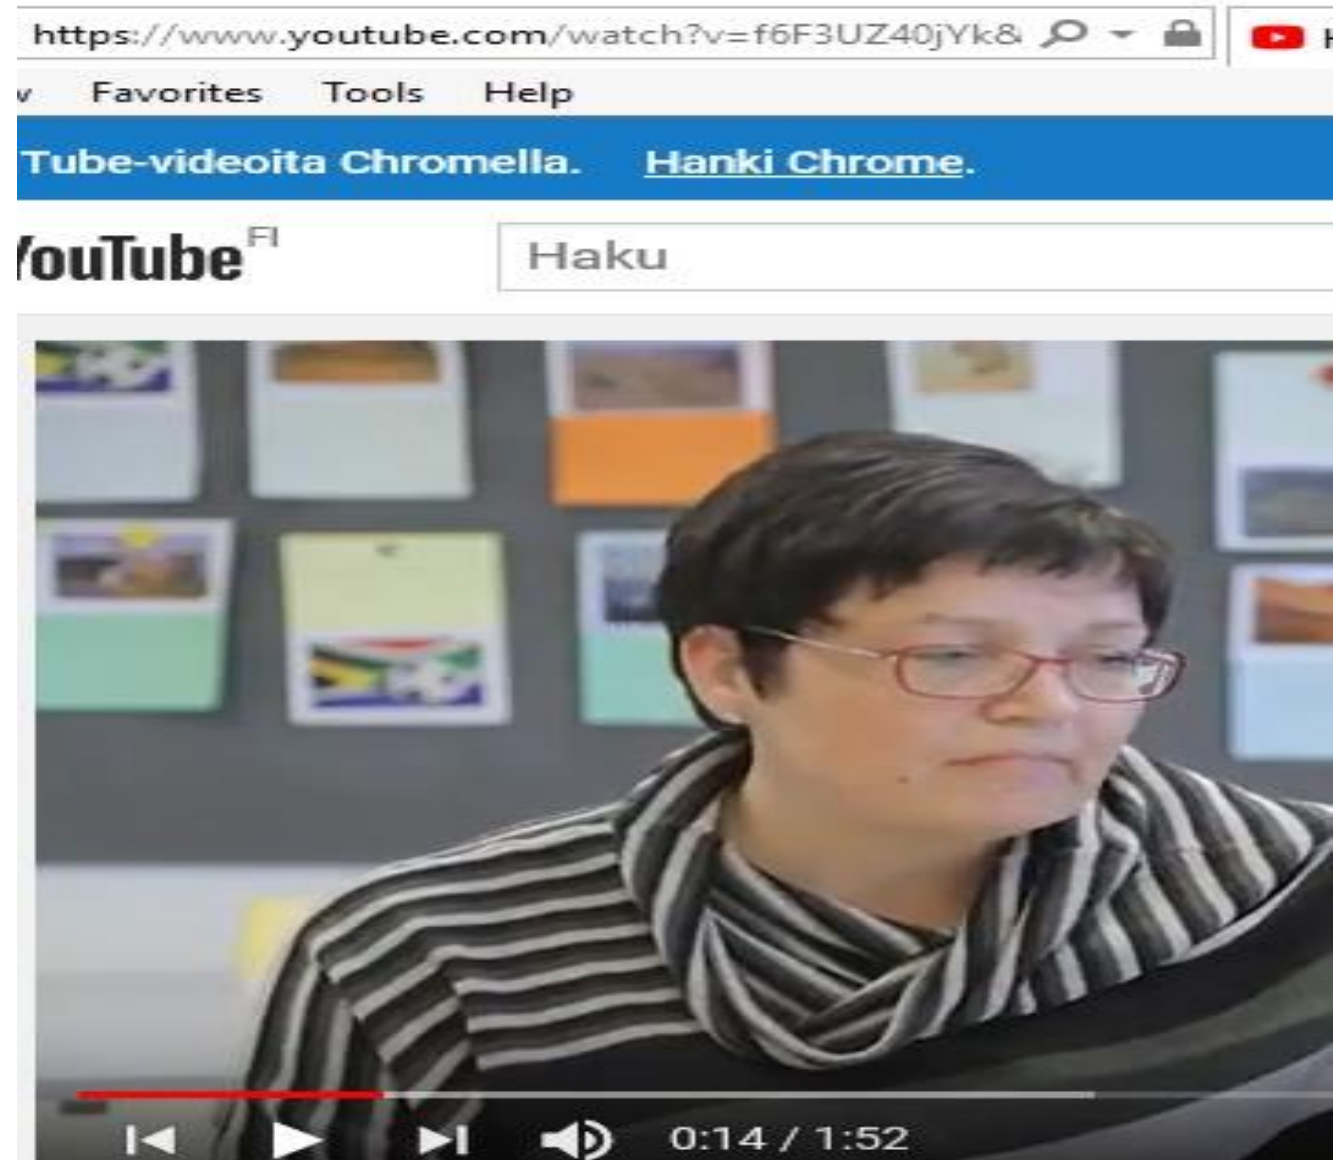 https://www.youtube.com/watch?v=f6F3UZ40jYk&
Favorites Tools Help
Tube-videoita Chromella. Hanki Chrome.
YouTube FI
Haku
0:14 / 1:52